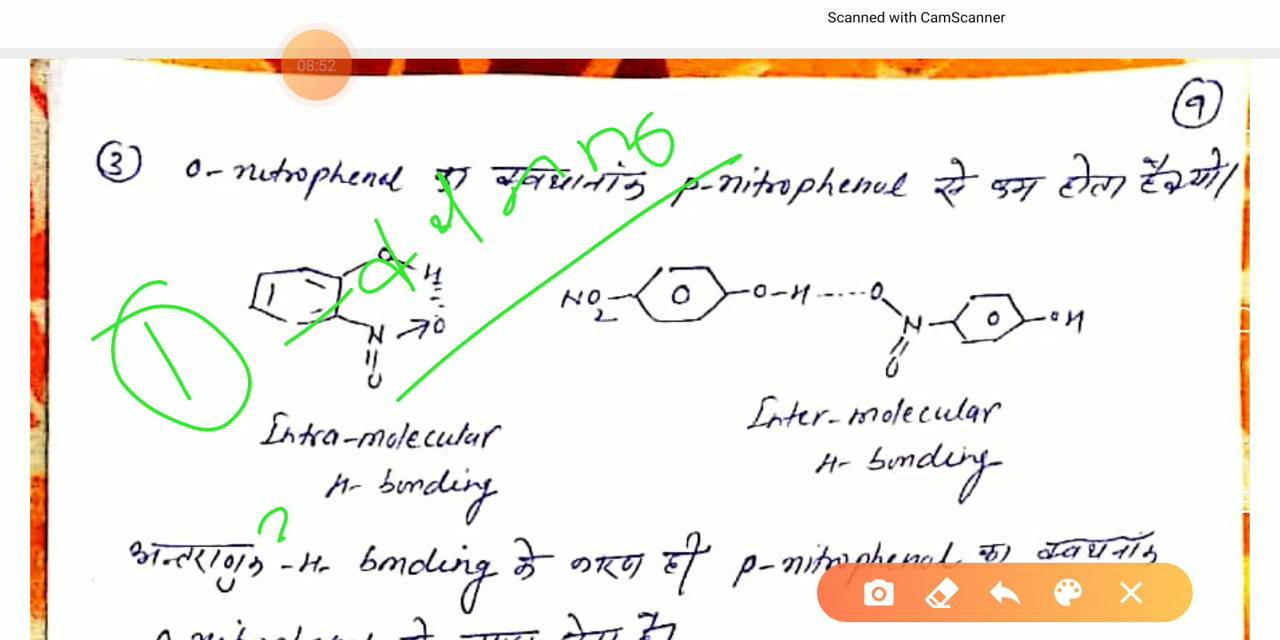 Scanned with CamScanner
08:52
9
③ o-nitrophenol का क्वथनांक p-nitrophenol से कम होता है क्यो।
O H
NO2 O-H O
N O
N OH
O
O
Intra-molecular Inter-molecular
H- bonding H- bonding
अन्तराणुक -H- bonding के कारण ही p-nitrophenol का क्वथनांक